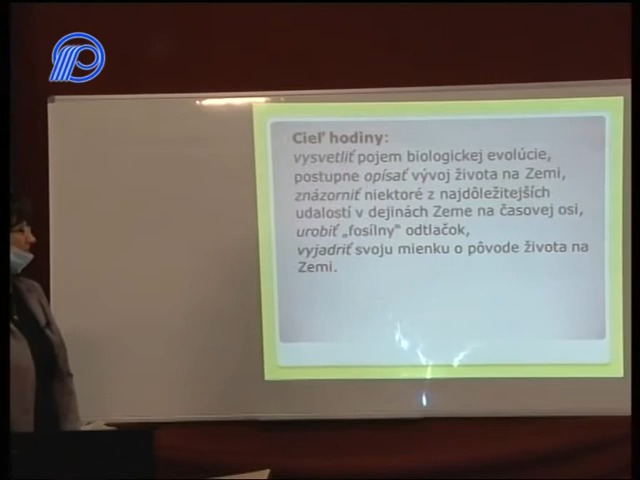 Cieľ hodiny:
vysvetliť pojem biologickej evolúcie,
postupne opísať vývoj života na Zemi,
znázorniť niektoré z najdôležitejších
udalostí v dejinách Zeme na časovej osi,
urobiť „fosílny“ odtlačok,
vyjadriť svoju mienku o pôvode života na
Zemi.